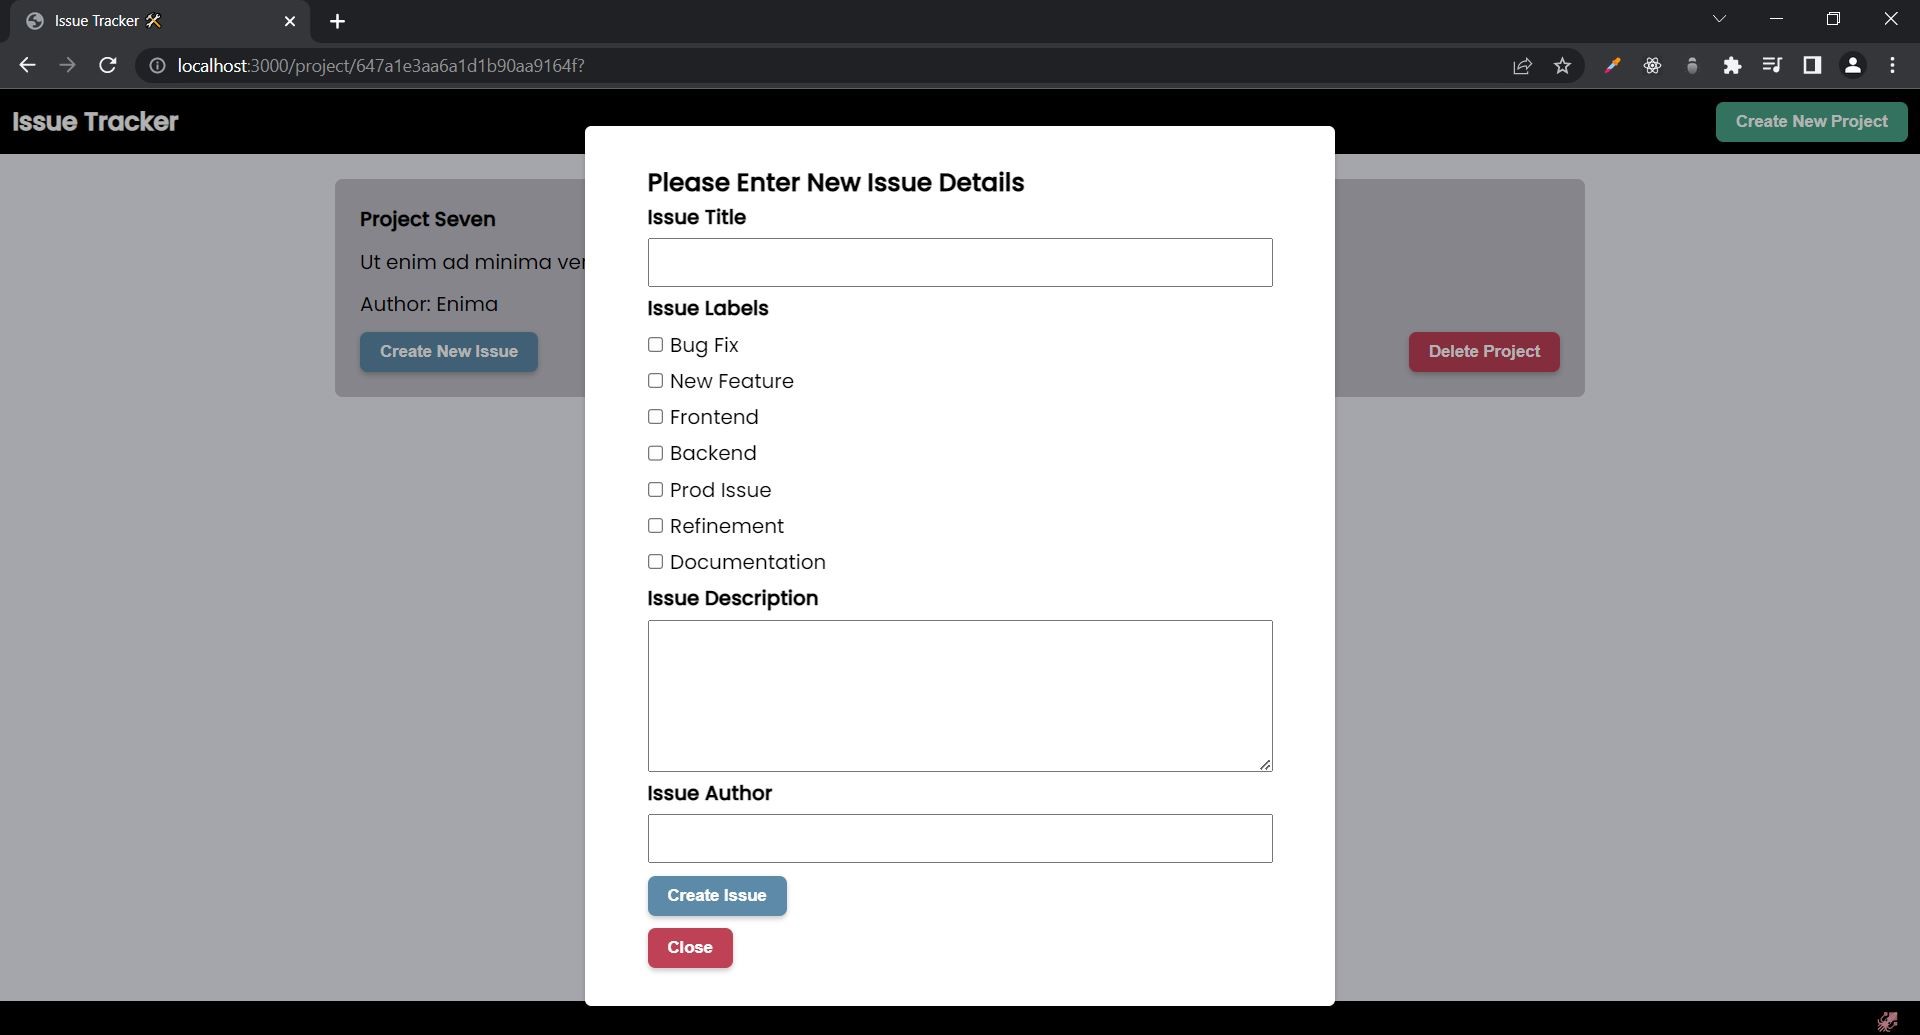 Issue Tracker 🛠
localhost:3000/project/647a1e3aa6a1d1b90aa9164f?
Issue Tracker
Create New Project
Project Seven
Ut enim ad minima
Author: Enima
Create New Issue
Delete Project
Please Enter New Issue Details
Issue Title
Issue Labels
Bug Fix
New Feature
Frontend
Backend
Prod Issue
Refinement
Documentation
Issue Description
Issue Author
Create Issue
Close